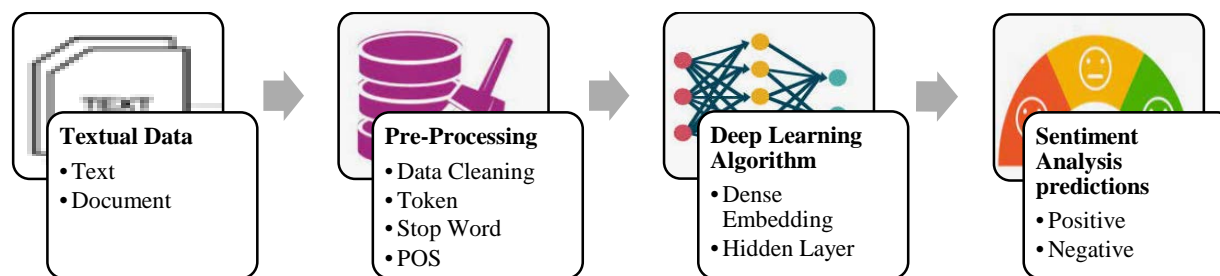 TEXT
Textual Data
• Text
• Document
Pre-Processing
• Data Cleaning
• Token
• Stop Word
• POS
Deep Learning
Algorithm
• Dense
Embedding
• Hidden Layer
Sentiment
Analysis
predictions
• Positive
• Negative